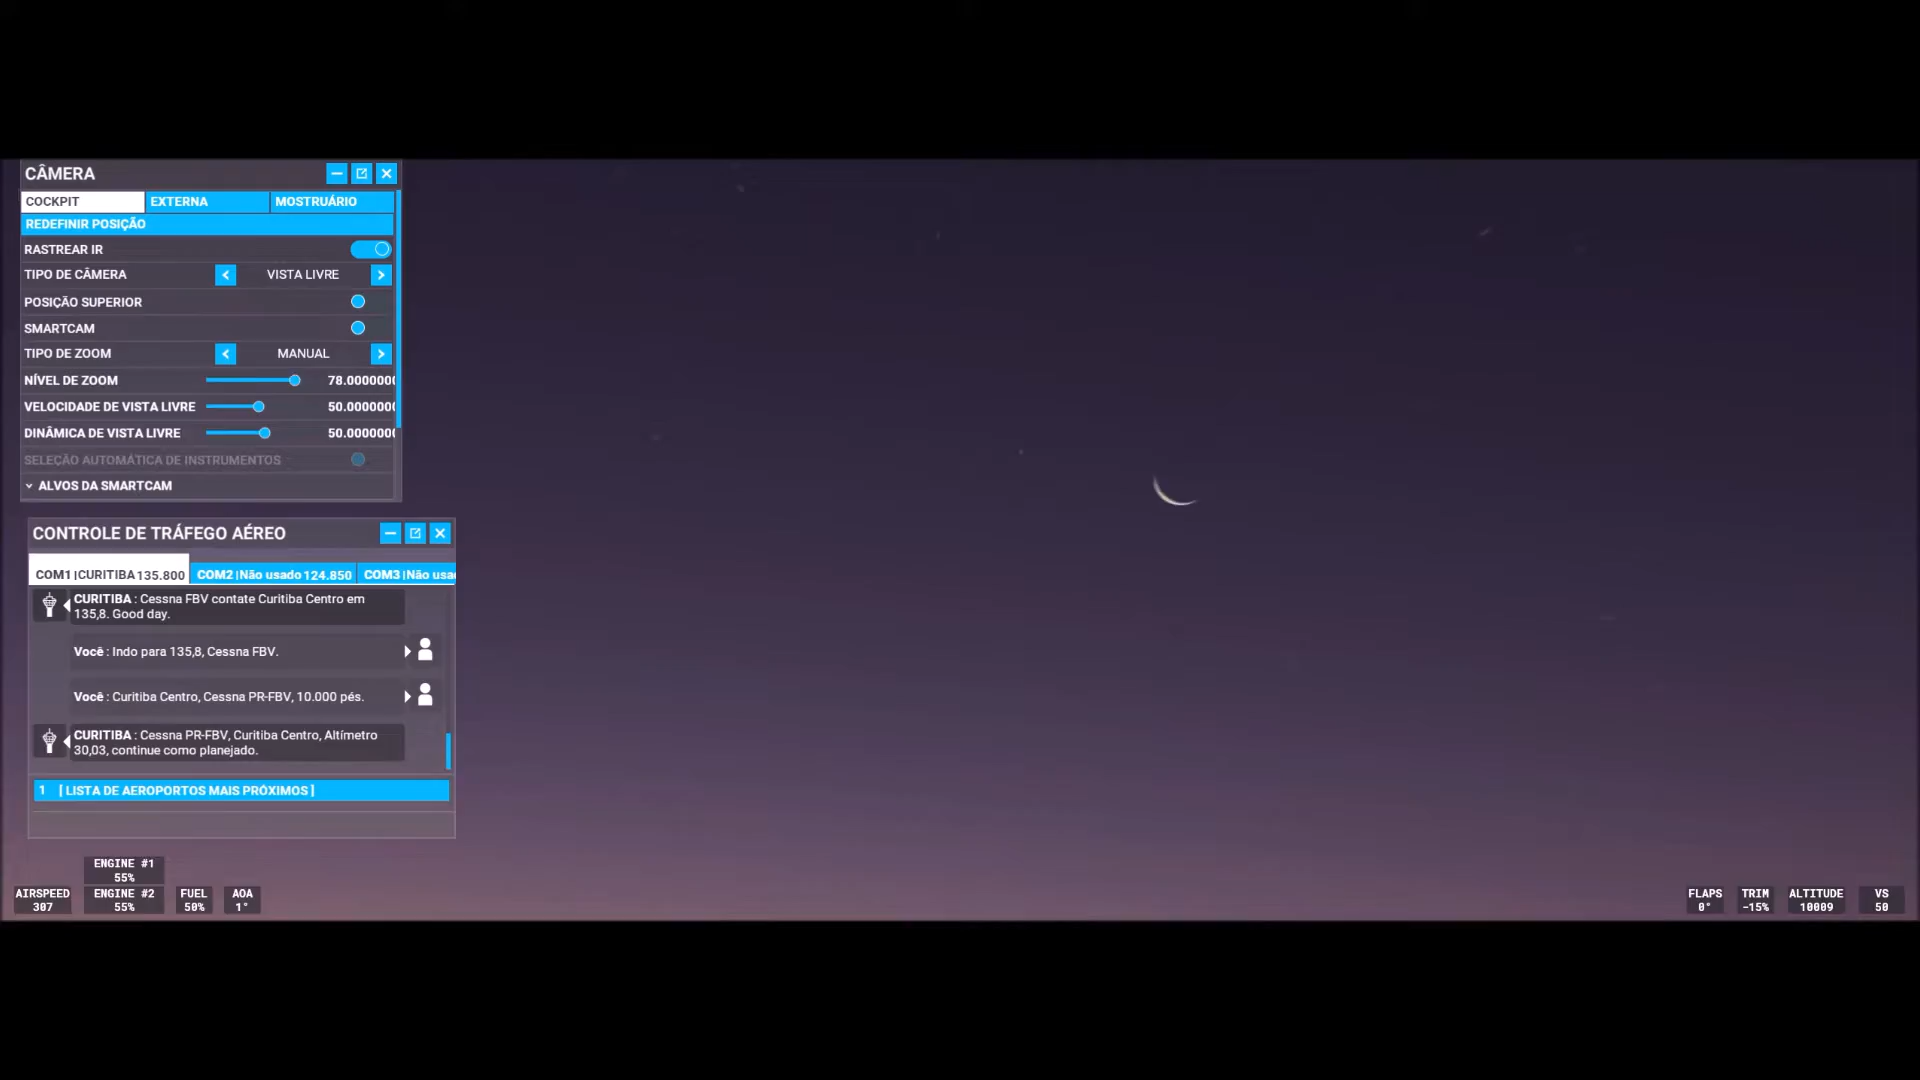 CÂMERA
COCKPIT EXTERNA MOSTRUÁRIO
REDEFINIR POSIÇÃO
RASTREAR IR
TIPO DE CÂMERA VISTA LIVRE
POSIÇÃO SUPERIOR
SMARTCAM
TIPO DE ZOOM MANUAL
NÍVEL DE ZOOM 78.0000000
VELOCIDADE DE VISTA LIVRE 50.0000000
DINÂMICA DE VISTA LIVRE 50.0000000
SELEÇÃO AUTOMÁTICA DE INSTRUMENTOS
ALVOS DA SMARTCAM
CONTROLE DE TRÁFEGO AÉREO
COM1 |CURITIBA 135.800 COM2 |Não usado 124.850 COM3 |Não usa
CURITIBA : Cessna FBV contate Curitiba Centro em
135,8. Good day.
Você : Indo para 135,8, Cessna FBV.
Você : Curitiba Centro, Cessna PR-FBV, 10.000 pés.
CURITIBA : Cessna PR-FBV, Curitiba Centro, Altímetro
30,03, continue como planejado.
1 [ LISTA DE AEROPORTOS MAIS PRÓXIMOS ]
ENGINE #1
55%
AIRSPEED ENGINE #2 FUEL AOA
307 55% 50% 1°
FLAPS TRIM ALTITUDE VS
0° -15% 10009 50